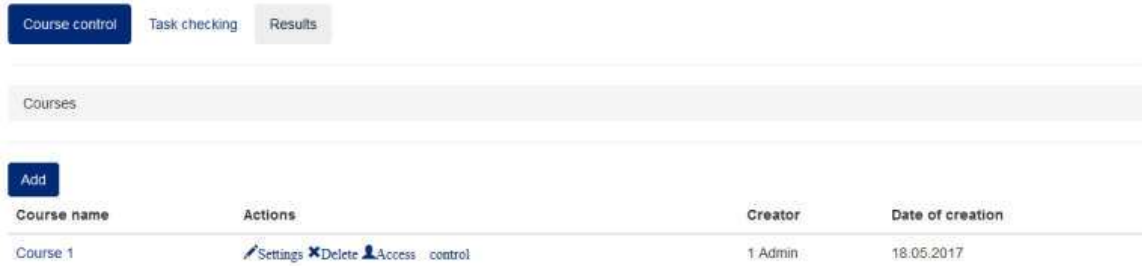 Course control Task checking Results
Courses
Add
Course name Actions Creator Date of creation
Course 1 Settings Delete Access control 1 Admin 18.05.2017